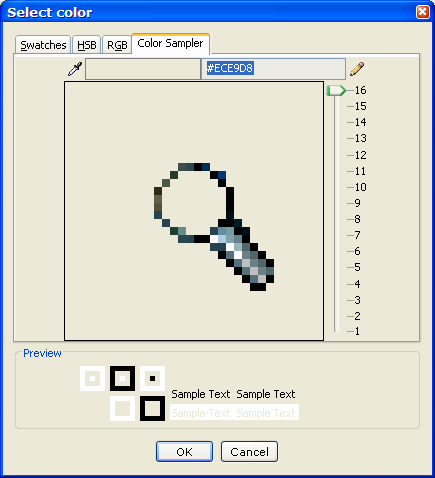 Select color
Swatches HSB RGB Color Sampler
#ECE9D8
16
15
14
13
12
11
10
9
8
7
6
5
4
3
2
1
Preview
Sample Text Sample Text
Sample Text Sample Text
OK Cancel